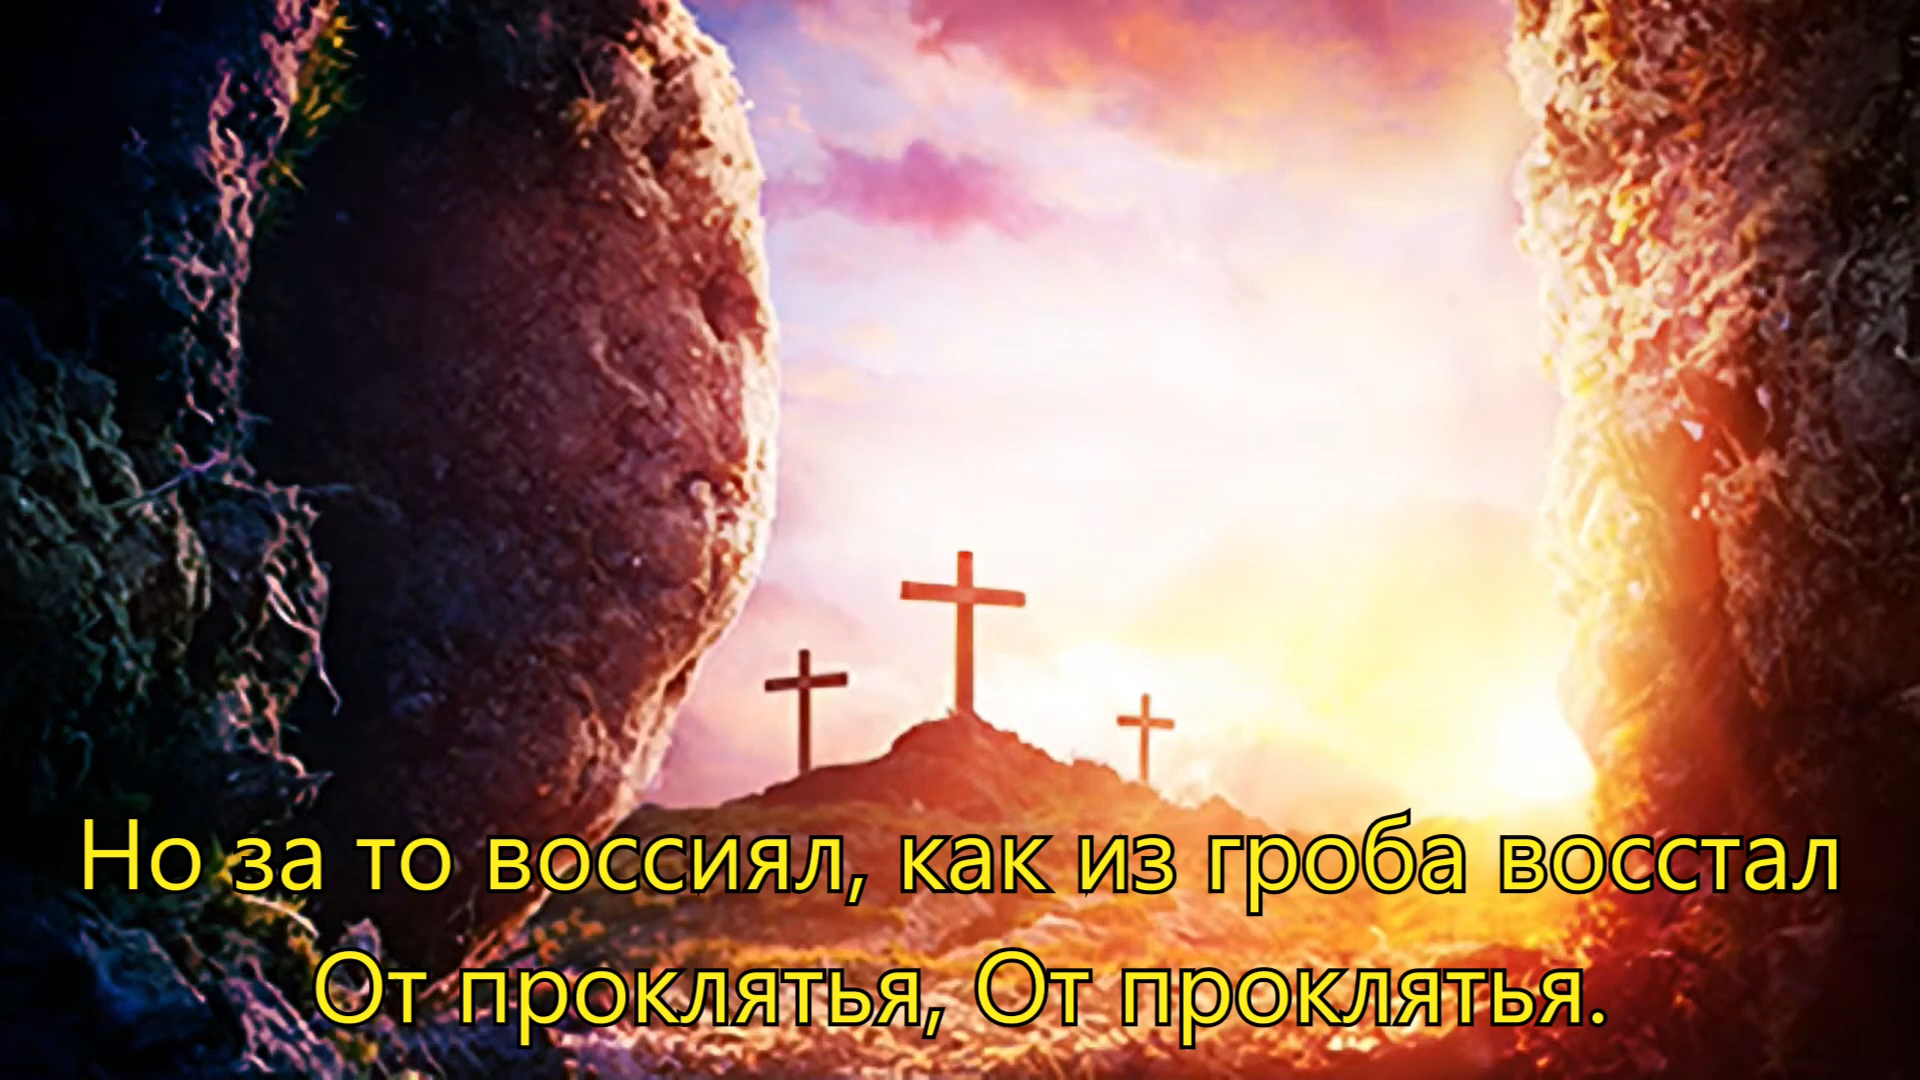 Но за то воссиял, как из гроба восстал
От проклятья, От проклятья.